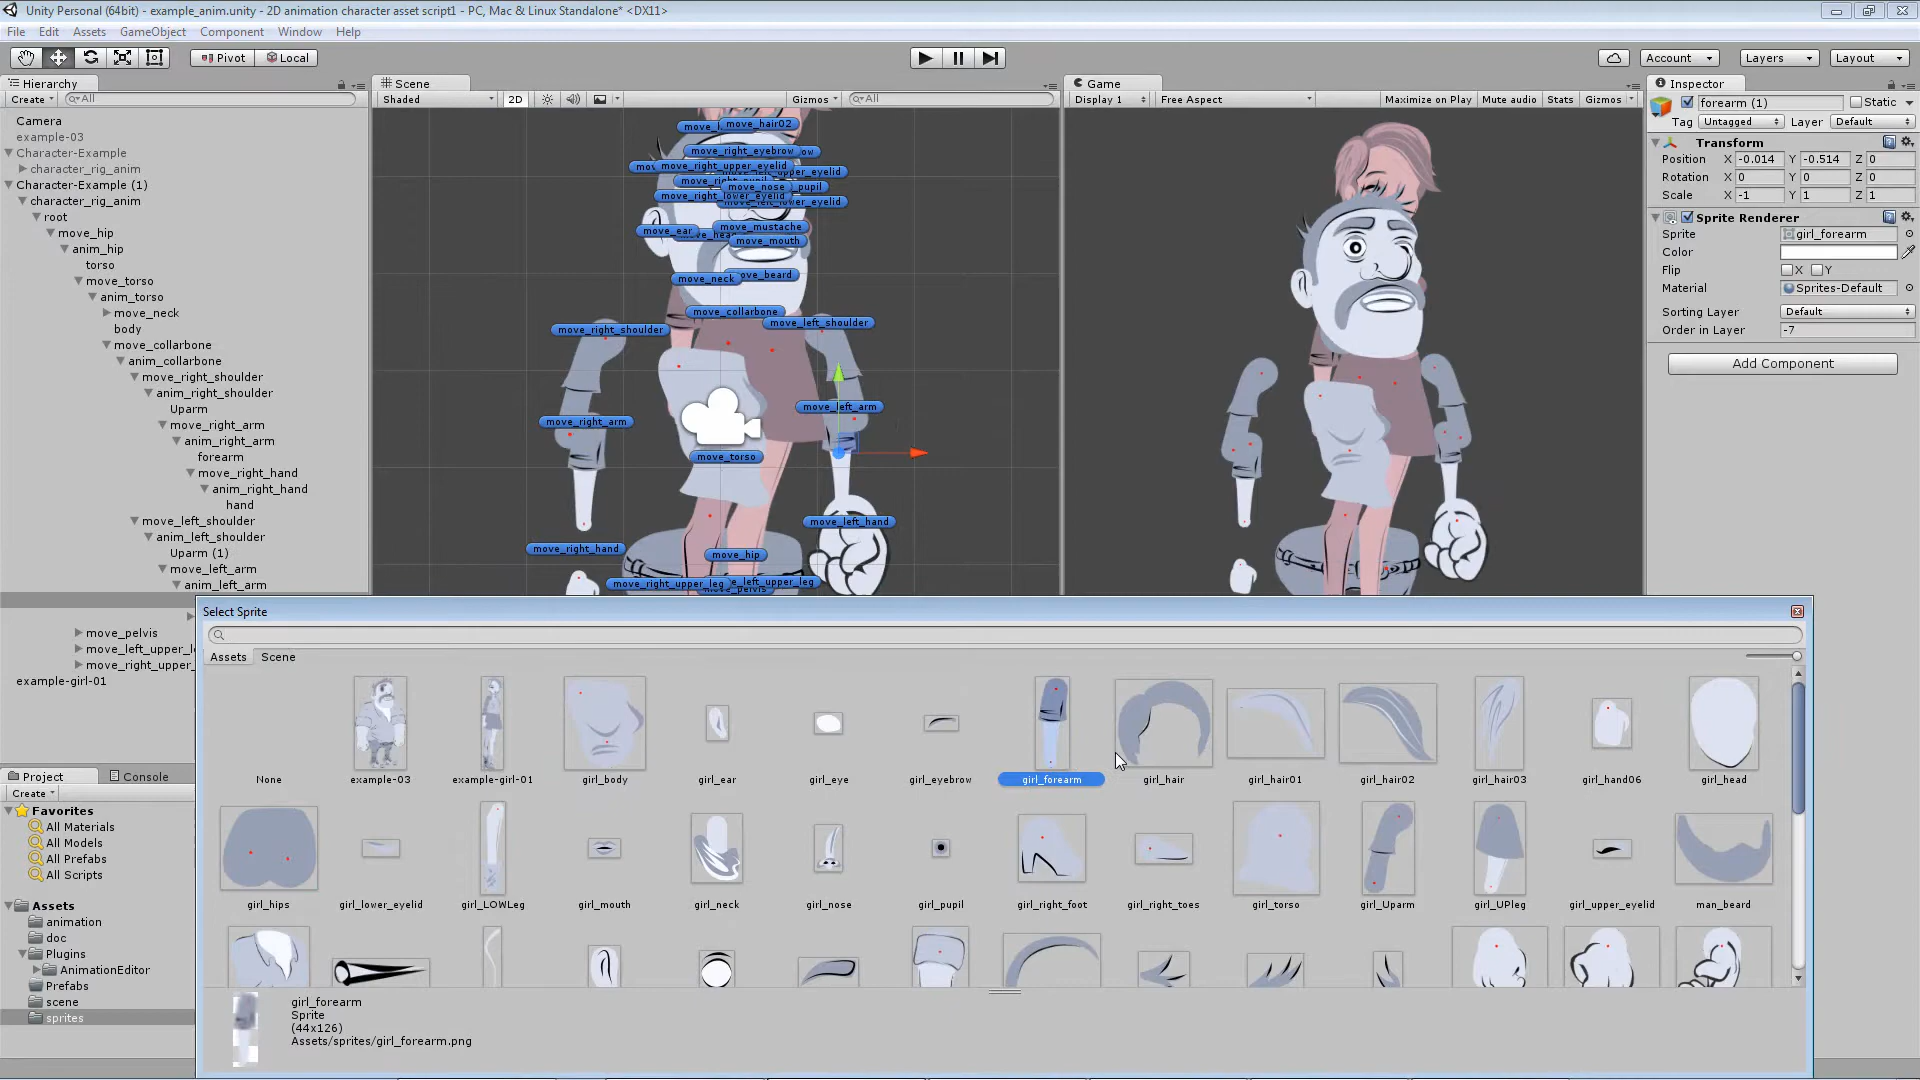 Unity Personal (64bit) - example_anim.unity - 2D animation character asset script1 - PC, Mac & Linux Standalone* <DX11>
File Edit Assets GameObject Component Window Help
Pivot Local Account Layers Layout
Hierarchy
Create All
Camera
example-03
Character-Example
character_rig_anim
Character-Example (1)
character_rig_anim
root
move_hip
anim_hip
torso
move_torso
anim_torso
move_neck
body
move_collarbone
anim_collarbone
move_right_shoulder
anim_right_shoulder
Uparm
move_right_arm
anim_right_arm
forearm
move_right_hand
anim_right_hand
hand
move_left_shoulder
anim_left_shoulder
Uparm (1)
move_left_arm
anim_left_arm
move_pelvis
move_left_upper_l
move_right_upper_
example-girl-01
Scene
Shaded 2D Gizmos All
move_hair02
move_right_eyebrow
move_right_upper_eyelid
upper_eyelid
move_nose pupil
move_right_lower_eyelid
move_left_lower_eyelid
move_mustache
move_ear
move_mouth
move_neck
move_beard
move_collarbone
move_right_shoulder
move_left_shoulder
move_left_arm
move_right_arm
move_torso
move_left_hand
move_right_hand
move_hip
move_right_upper_leg
left_upper_leg
move_pelvis
Game
Display 1 Free Aspect Maximize on Play Mute audio Stats Gizmos
Inspector
forearm (1) Static
Tag Untagged Layer Default
Transform
Position X -0.014 Y -0.514 Z 0
Rotation X 0 Y 0 Z 0
Scale X -1 Y 1 Z 1
Sprite Renderer
Sprite girl_forearm
Color
Flip X Y
Material Sprites-Default
Sorting Layer Default
Order in Layer -7
Add Component
Select Sprite
Assets Scene
None example-03 example-girl-01 girl_body girl_ear girl_eye girl_eyebrow girl_forearm girl_hair girl_hair01 girl_hair02 girl_hair03 girl_hand06 girl_head
girl_hips girl_lower_eyelid girl_LOWLeg girl_mouth girl_neck girl_nose girl_pupil girl_right_foot girl_right_toes girl_torso girl_Uparm girl_UPleg girl_upper_eyelid man_beard
girl_forearm
Sprite
(44x126)
Assets/sprites/girl_forearm.png
Project Console
Create
Favorites
All Materials
All Models
All Prefabs
All Scripts
Assets
animation
doc
Plugins
AnimationEditor
Prefabs
scene
sprites